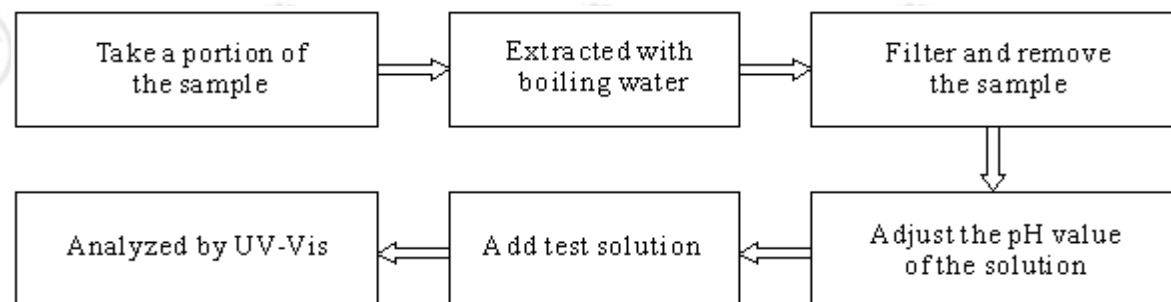 Take a portion of
the sample
Extracted with
boiling water
Filter and remove
the sample
Adjust the pH value
of the solution
Add test solution
Analyzed by UV-Vis